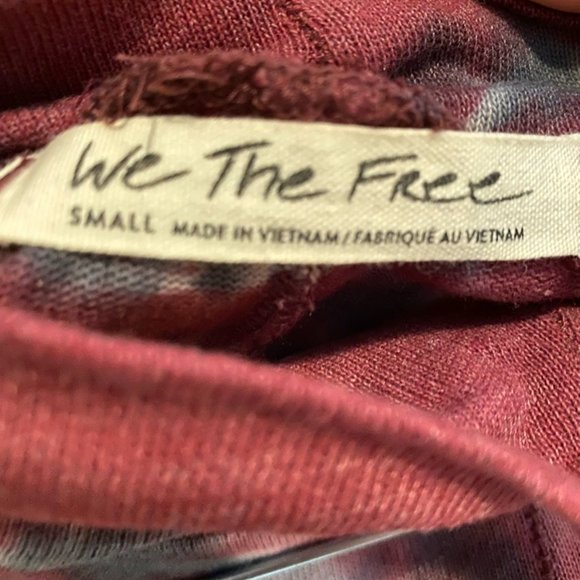 We The Free
SMALL MADE IN VIETNAM / FABRIQUÉ AU VIETNAM